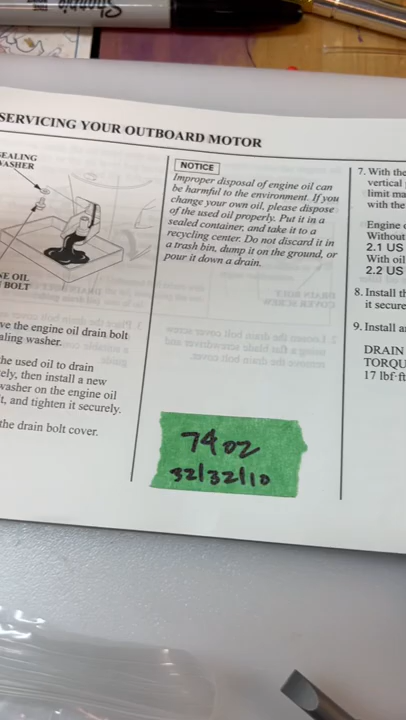 Sharpie
SERVICING YOUR OUTBOARD MOTOR
SEALING
WASHER
NE OIL
BOLT
ve the engine oil drain bolt
aling washer.
he used oil to drain
ely, then install a new
washer on the engine oil
t, and tighten it securely.
the drain bolt cover.
NOTICE
Improper disposal of engine oil can
be harmful to the environment. If you
change your own oil, please dispose
of the used oil properly. Put it in a
sealed container, and take it to a
recycling center. Do not discard it in
a trash bin, dump it on the ground, or
pour it down a drain.
74oz
32/32/10
7. With the
vertical
limit ma
with the
Engine o
Without
2.1 US
With oil
2.2 US
8. Install th
it secure
9. Install a
DRAIN
TORQU
17 lbf·ft